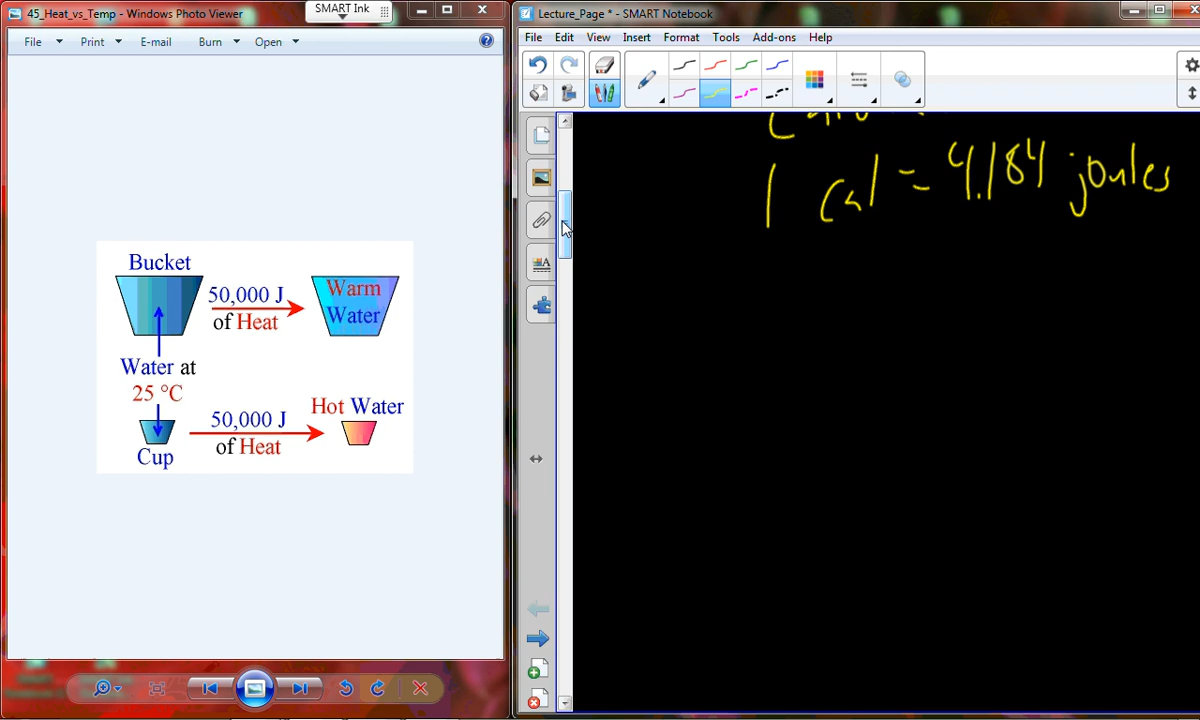 45_Heat_vs_Temp - Windows Photo Viewer
SMART Ink
File Print E-mail Burn Open
Bucket
50,000 J
of Heat
Warm
Water
Water at
25 °C
Cup
50,000 J
of Heat
Hot Water
Lecture_Page * - SMART Notebook
File Edit View Insert Format Tools Add-ons Help
1 cal = 4.184 joules